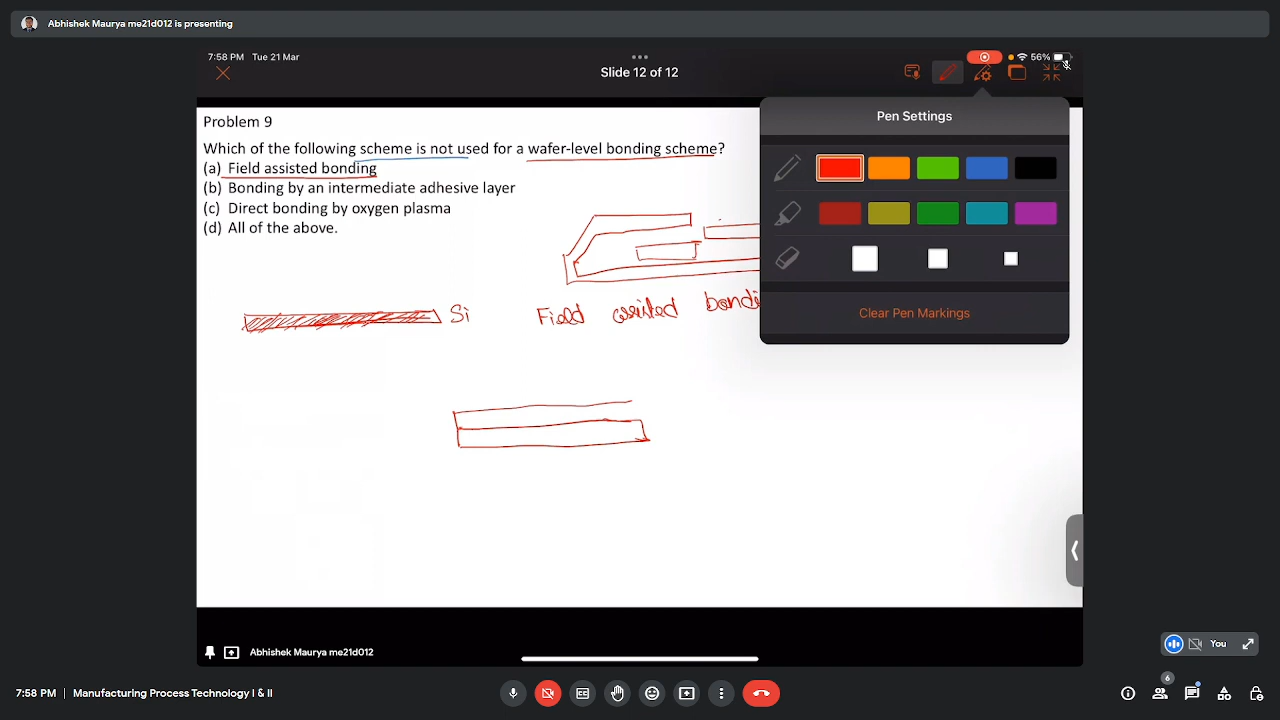 Abhishek Maurya me21d012 is presenting
7:58 PM Tue 21 Mar
56%
Slide 12 of 12
Pen Settings
Problem 9
Which of the following scheme is not used for a wafer-level bonding scheme?
(a) Field assisted bonding
(b) Bonding by an intermediate adhesive layer
(c) Direct bonding by oxygen plasma
(d) All of the above.
Si
Field assisted bondi
Clear Pen Markings
Abhishek Maurya me21d012
You
6
7:58 PM | Manufacturing Process Technology I & II